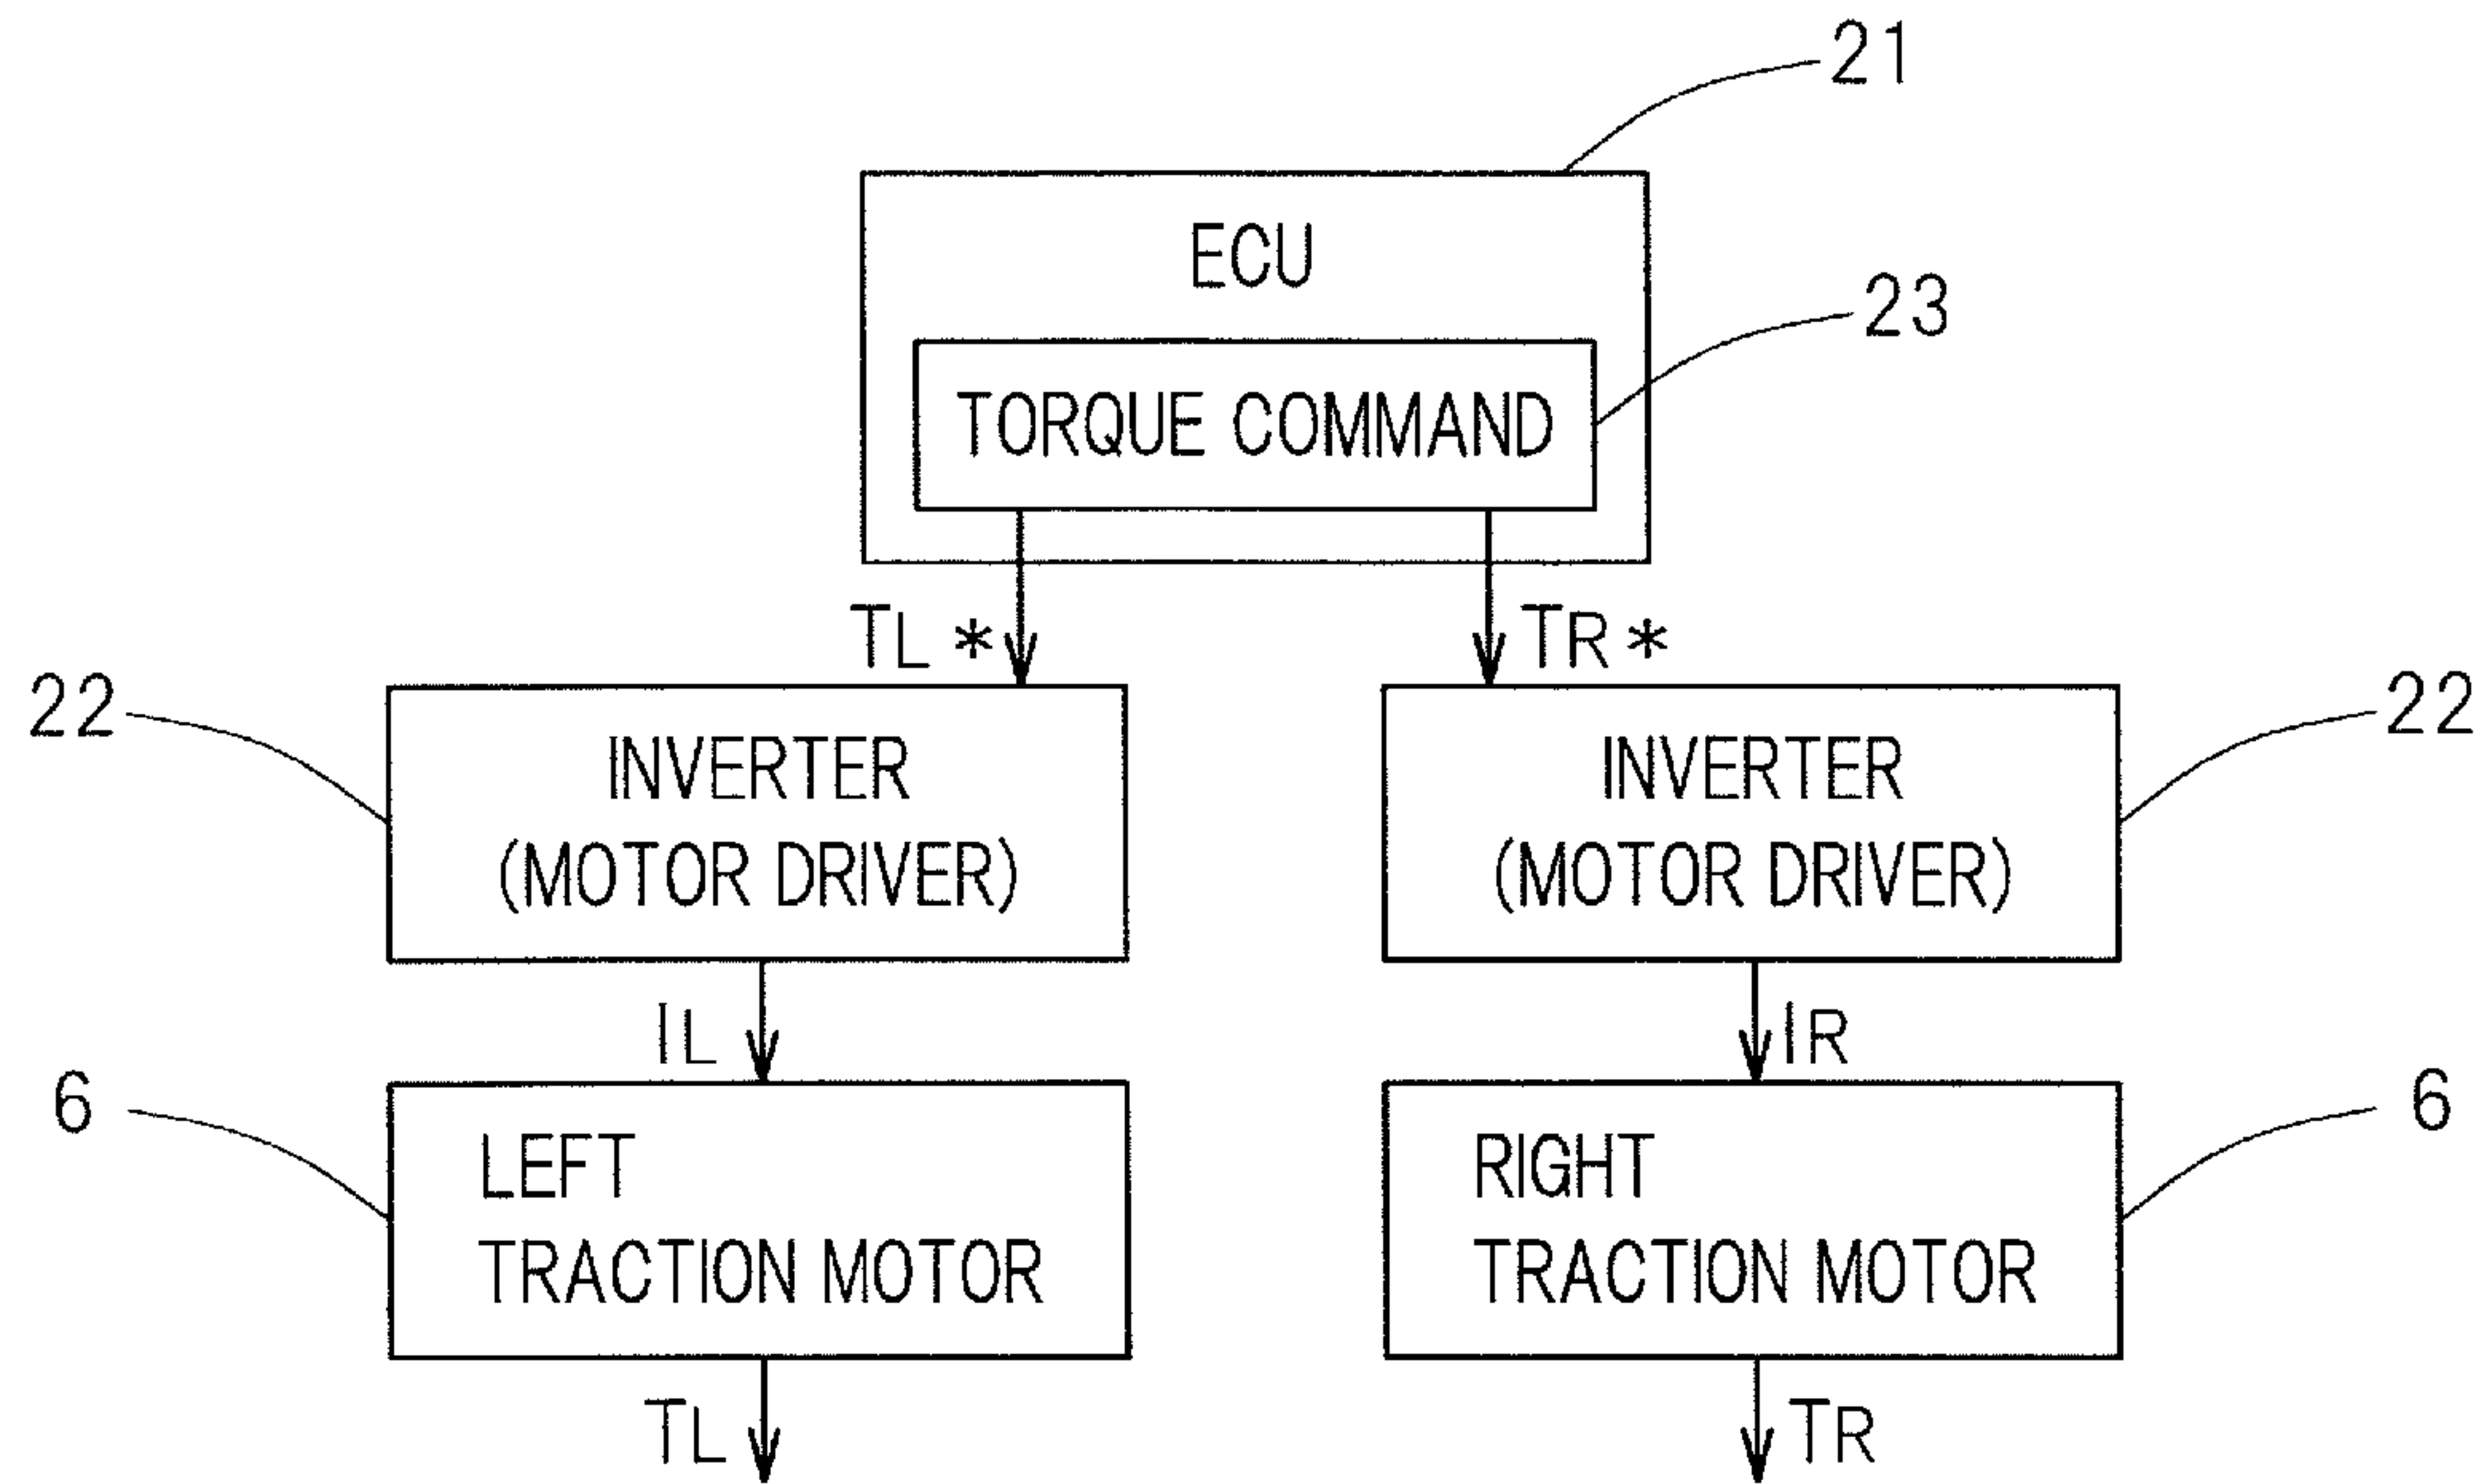 21
ECU
23
TORQUE COMMAND
TL* TR*
22 22
INVERTER INVERTER
(MOTOR DRIVER) (MOTOR DRIVER)
IL IR
6 6
LEFT RIGHT
TRACTION MOTOR TRACTION MOTOR
TL TR